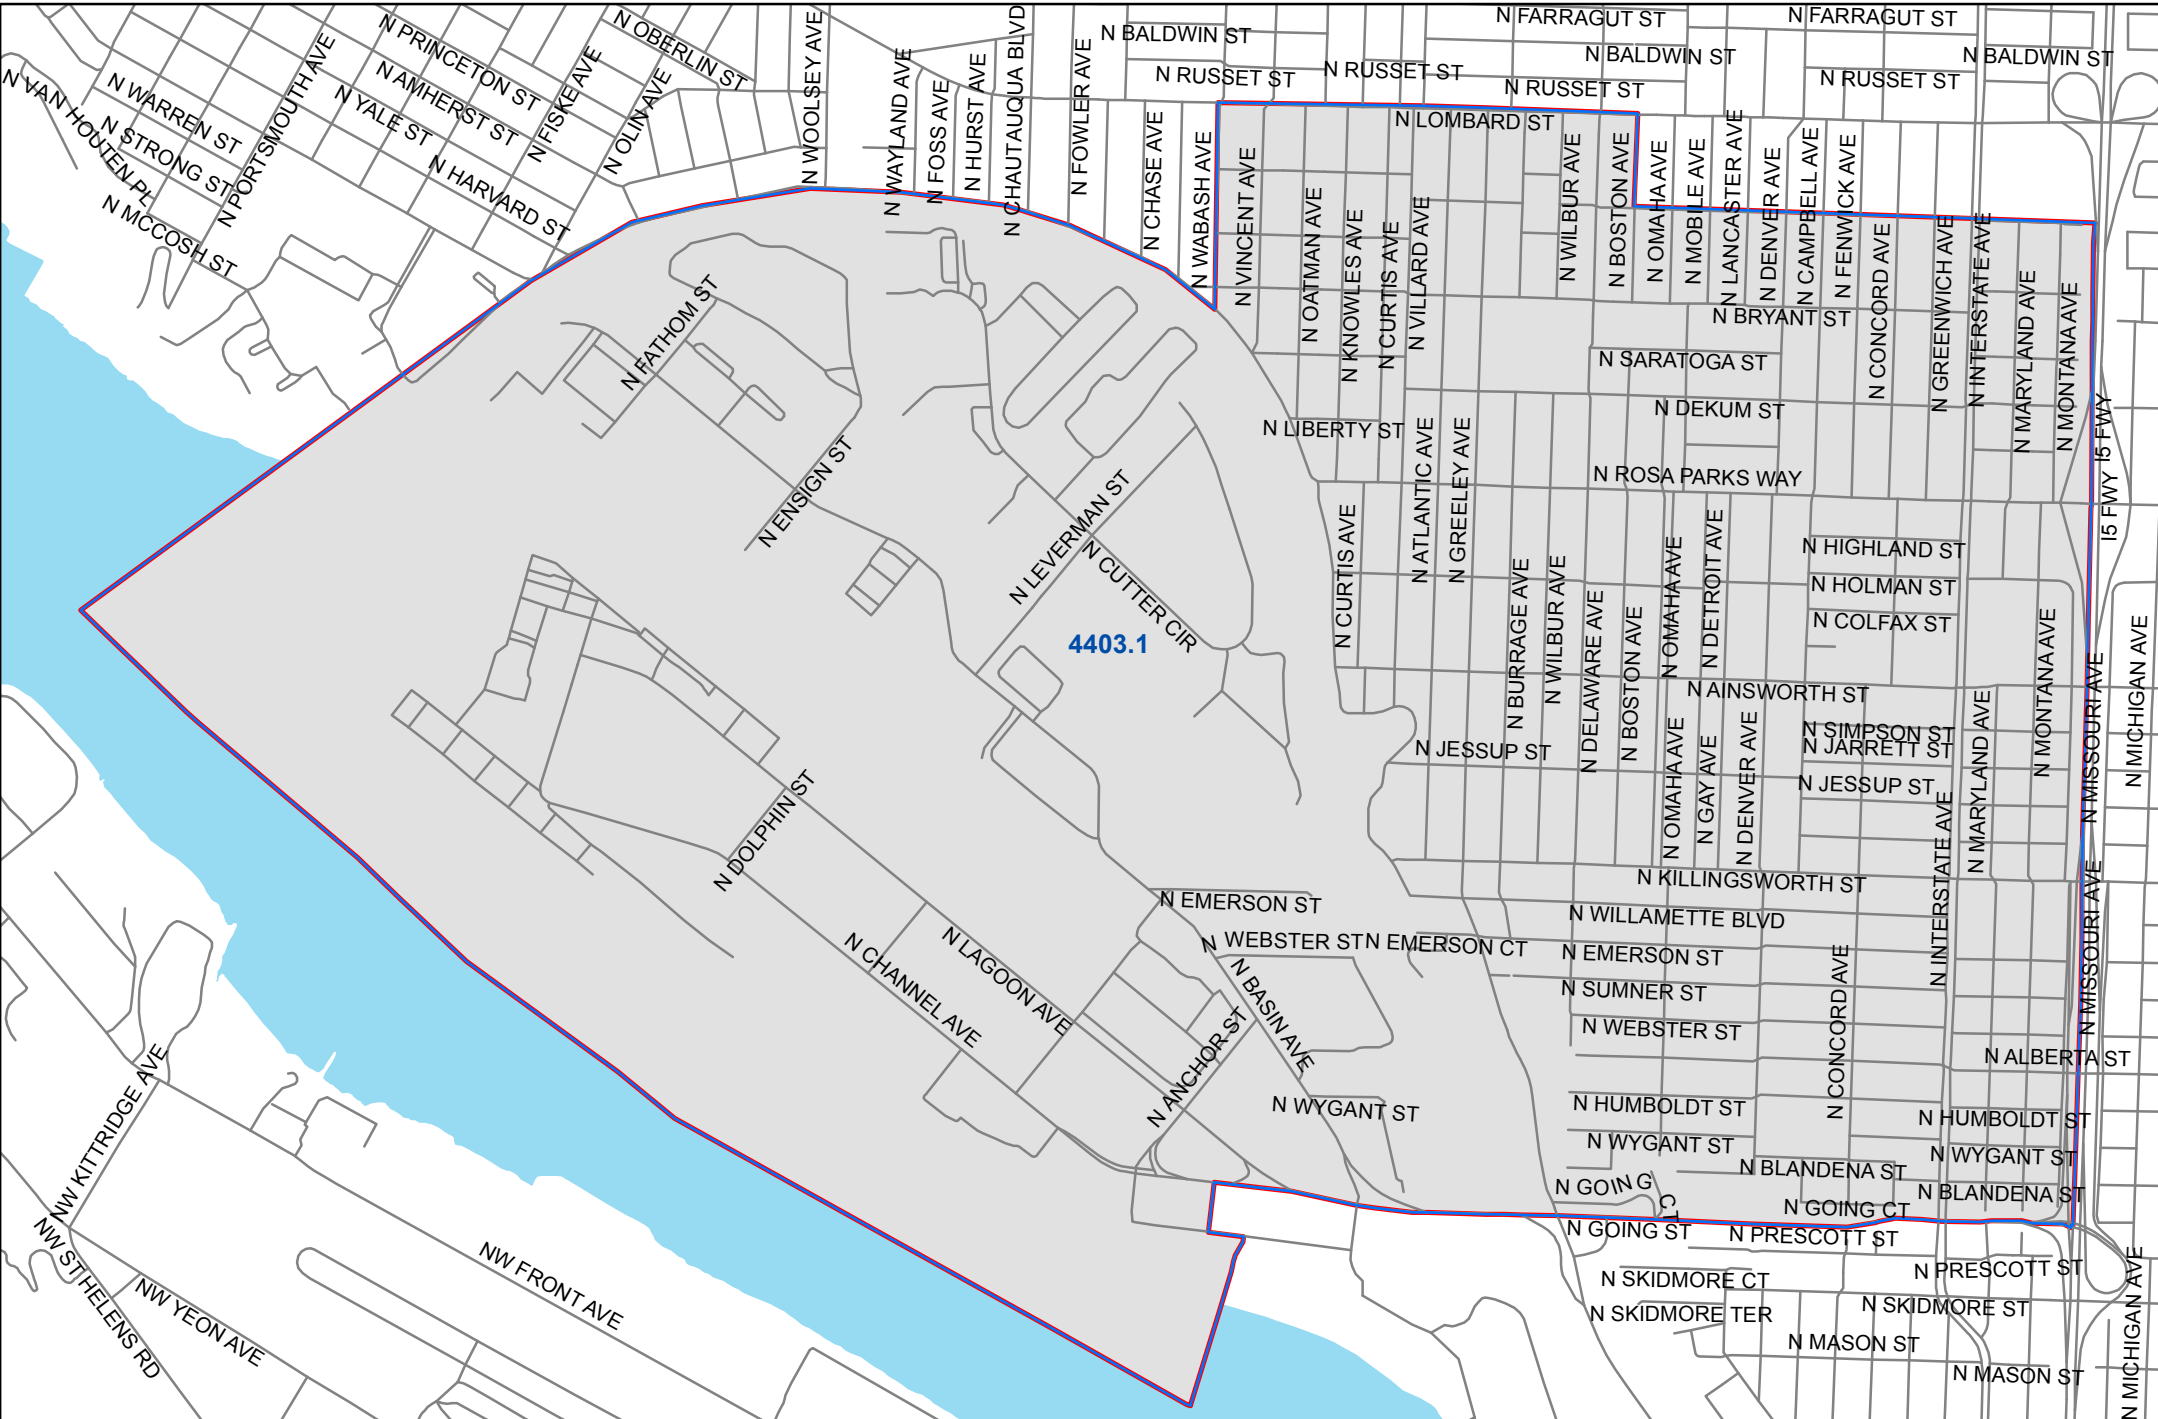 N FARRAGUT ST
N FARRAGUT ST
N OBERLIN ST
N PRINCETON ST
N BALDWIN ST
N BALDWIN ST
N BALDWIN ST
N RUSSET ST
N RUSSET ST
N RUSSET ST
N RUSSET ST
N VAN HOUTEN PL
N WARREN ST
N STRONG ST
N MCCOSH ST
N PORTSMOUTH AVE
N AMHERST ST
N YALE ST
N HARVARD ST
N FISKE AVE
N OLIN AVE
N WOOLSEY AVE
N WAYLAND AVE
N FOSS AVE
N HURST AVE
N CHAUTAUQUA BLVD
N FOWLER AVE
N CHASE AVE
N WABASH AVE
N VINCENT AVE
N LOMBARD ST
N OATMAN AVE
N KNOWLES AVE
N CURTIS AVE
N VILLARD AVE
N WILBUR AVE
N BOSTON AVE
N OMAHA AVE
N MOBILE AVE
N LANCASTER AVE
N DENVER AVE
N CAMPBELL AVE
N FENWICK AVE
N CONCORD AVE
N GREENWICH AVE
N INTERSTATE AVE
N MARYLAND AVE
N MONTANA AVE
N BRYANT ST
N SARATOGA ST
N DEKUM ST
N LIBERTY ST
N ROSA PARKS WAY
I5 FWY
I5 FWY
N FATHOM ST
N ENSIGN ST
N LEVERMAN ST
N CUTTER CIR
4403.1
N CURTIS AVE
N ATLANTIC AVE
N GREELEY AVE
N BURRAGE AVE
N WILBUR AVE
N DELAWARE AVE
N BOSTON AVE
N OMAHA AVE
N DETROIT AVE
N HIGHLAND ST
N HOLMAN ST
N COLFAX ST
N AINSWORTH ST
N SIMPSON ST
N JARRETT ST
N JESSUP ST
N JESSUP ST
N OMAHA AVE
N GAY AVE
N DENVER AVE
N MARYLAND AVE
N MONTANA AVE
N MISSOURI AVE
N MICHIGAN AVE
N INTERSTATE AVE
N MISSOURI AVE
N DOLPHIN ST
N KILLINGSWORTH ST
N EMERSON ST
N WILLAMETTE BLVD
N WEBSTER ST
N EMERSON CT
N EMERSON ST
N LAGOON AVE
N CHANNEL AVE
N BASIN AVE
N ANCHOR ST
N SUMNER ST
N WEBSTER ST
N CONCORD AVE
N ALBERTA ST
N WYGANT ST
N HUMBOLDT ST
N HUMBOLDT ST
N WYGANT ST
N WYGANT ST
N BLANDENA ST
N BLANDENA ST
N GOING CT
N GOING CT
N GOING ST
N PRESCOTT ST
N PRESCOTT ST
N SKIDMORE CT
N SKIDMORE ST
N SKIDMORE TER
N MASON ST
N MASON ST
N MICHIGAN AVE
NW KITTRIDGE AVE
NW ST HELENS RD
NW YEON AVE
NW FRONT AVE